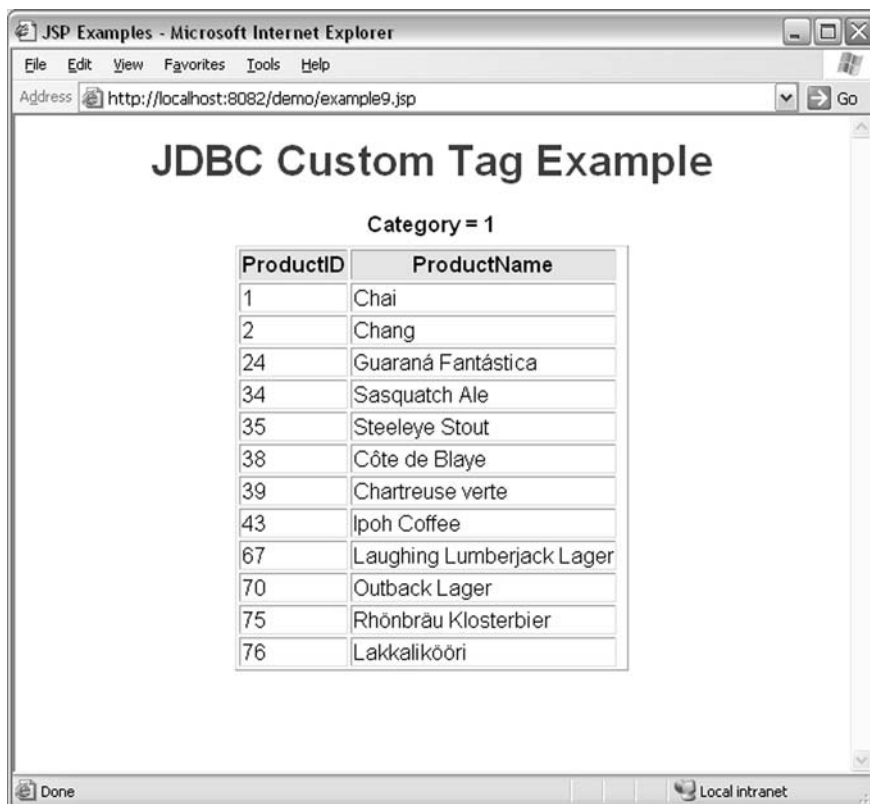 JSP Examples - Microsoft Internet Explorer
File Edit View Favorites Tools Help
Address http://localhost:8082/demo/example9.jsp Go
JDBC Custom Tag Example
Category = 1
ProductID ProductName
1 Chai
2 Chang
24 Guaraná Fantástica
34 Sasquatch Ale
35 Steeleye Stout
38 Côte de Blaye
39 Chartreuse verte
43 Ipoh Coffee
67 Laughing Lumberjack Lager
70 Outback Lager
75 Rhönbräu Klosterbier
76 Lakkalikööri
Done Local intranet